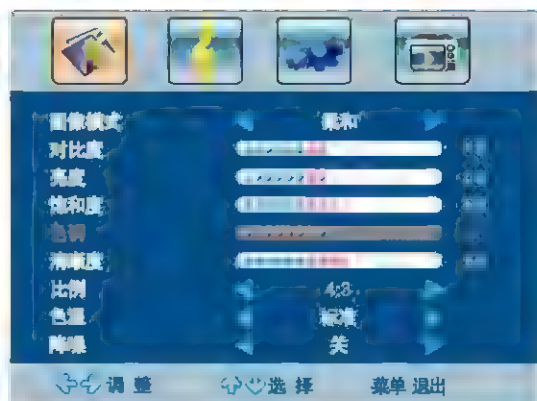 图像模式 柔和
对比度
亮度
饱和度
色调
清晰度
比例 4:3
色温 标准
降噪 关
调整 选择 菜单 退出